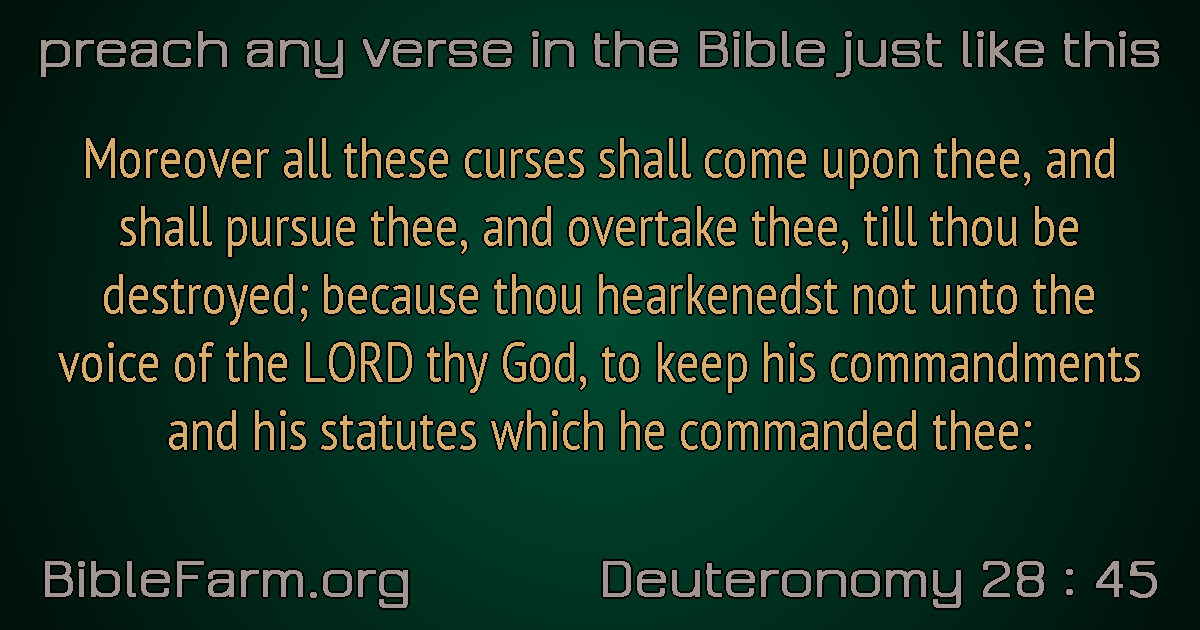 preach any verse in the Bible just like this
Moreover all these curses shall come upon thee, and
shall pursue thee, and overtake thee, till thou be
destroyed; because thou hearkenedst not unto the
voice of the LORD thy God, to keep his commandments
and his statutes which he commanded thee:
BibleFarm.org
Deuteronomy 28 : 45